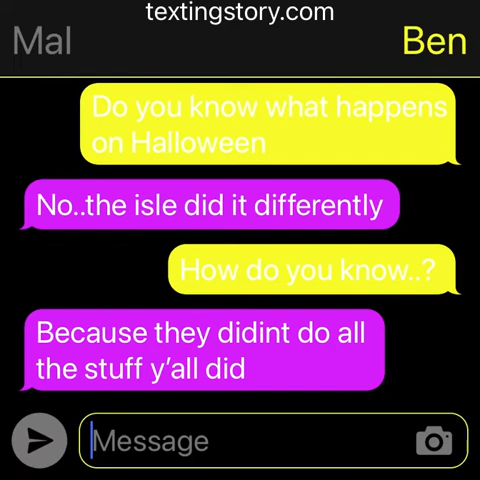 textingstory.com
Mal
Ben
Do you know what happens
on Halloween
No..the isle did it differently
How do you know..?
Because they didint do all
the stuff y'all did
Message